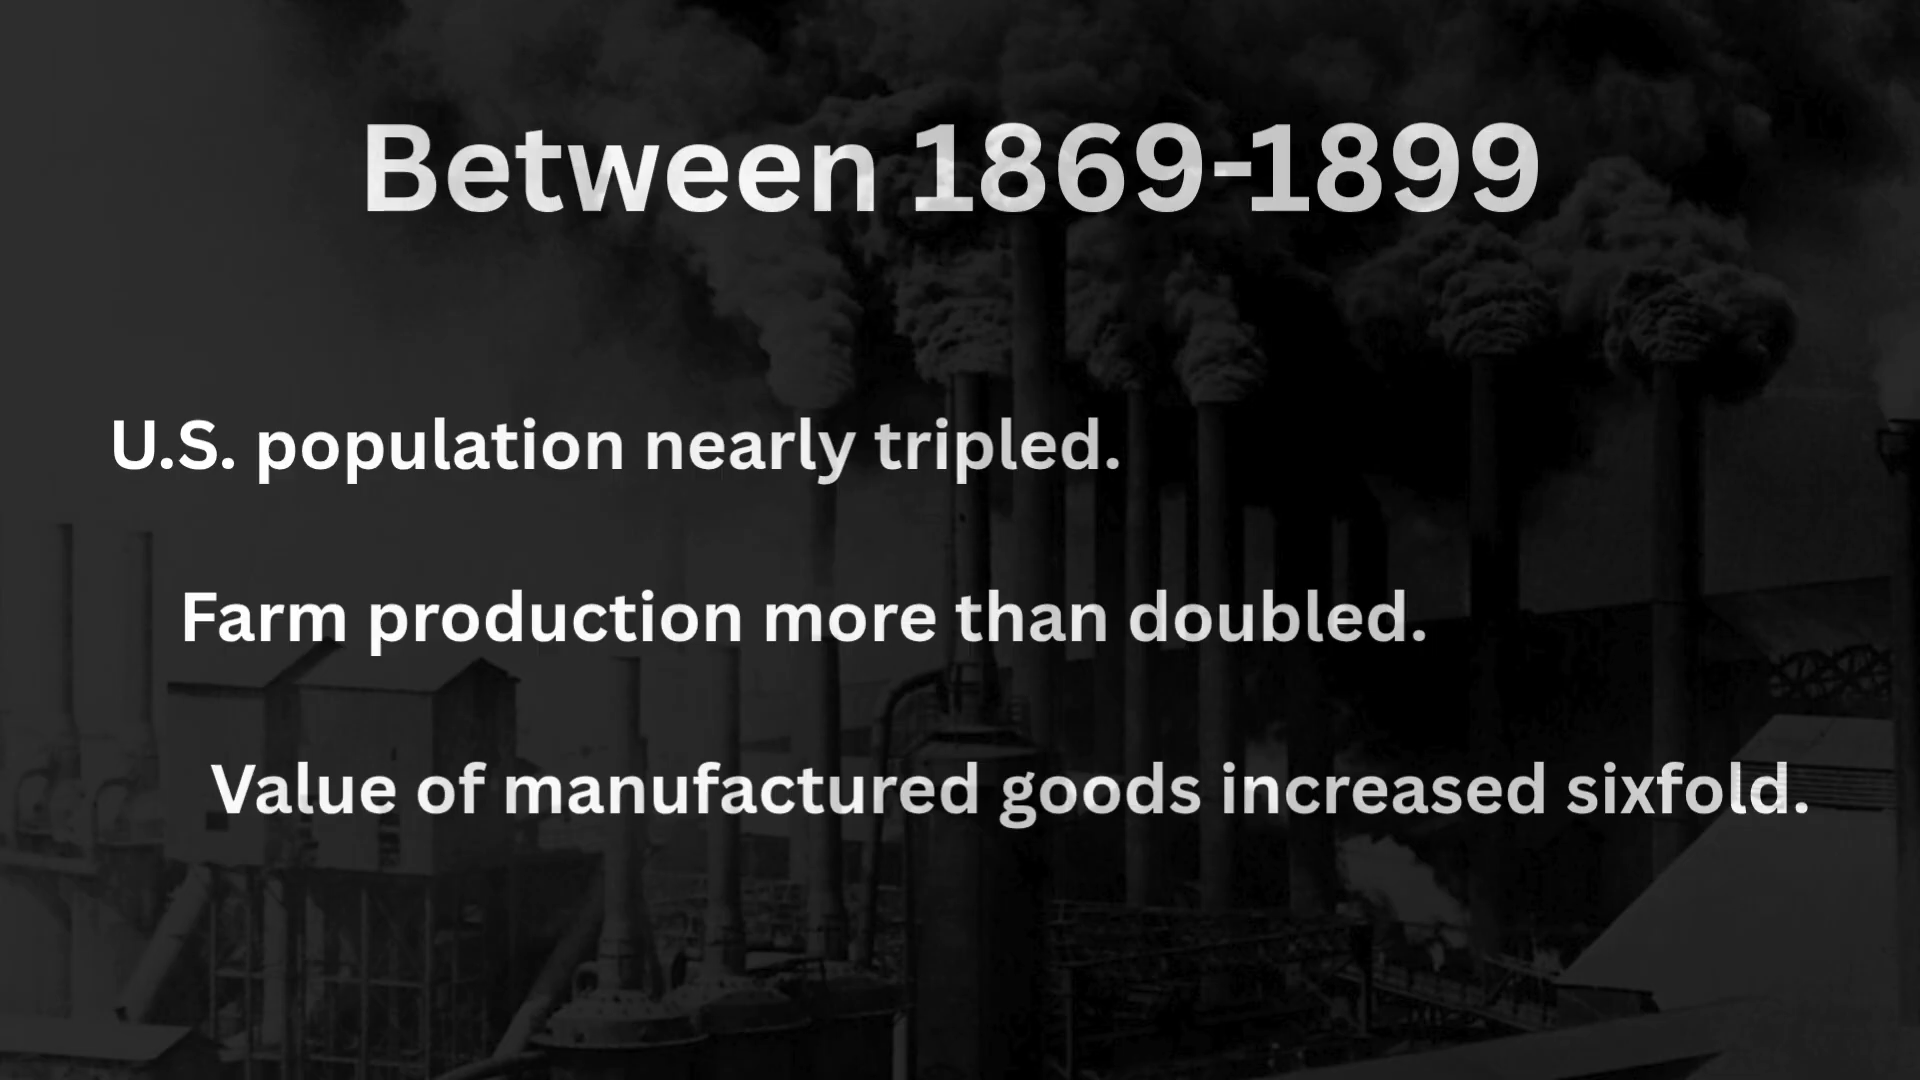 Between 1869-1899
U.S. population nearly tripled.
Farm production more than doubled.
Value of manufactured goods increased sixfold.